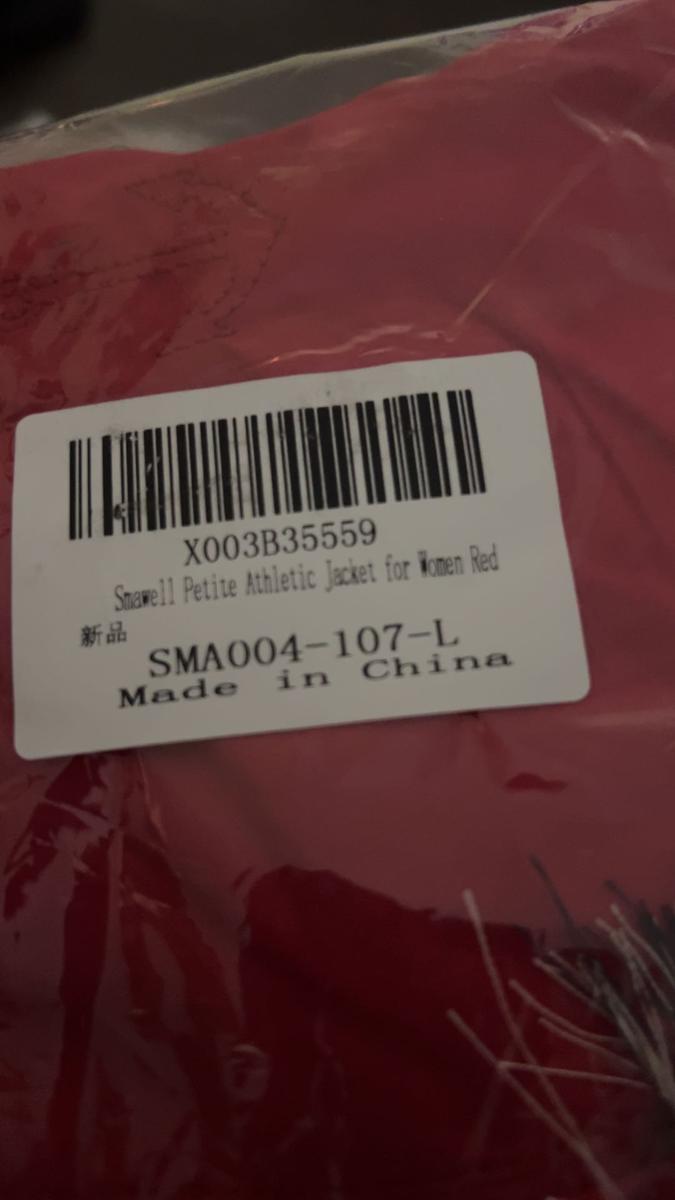 X003B35559
Smawell Petite Athletic Jacket for Women Red
新品
SMA004-107-L
Made in China